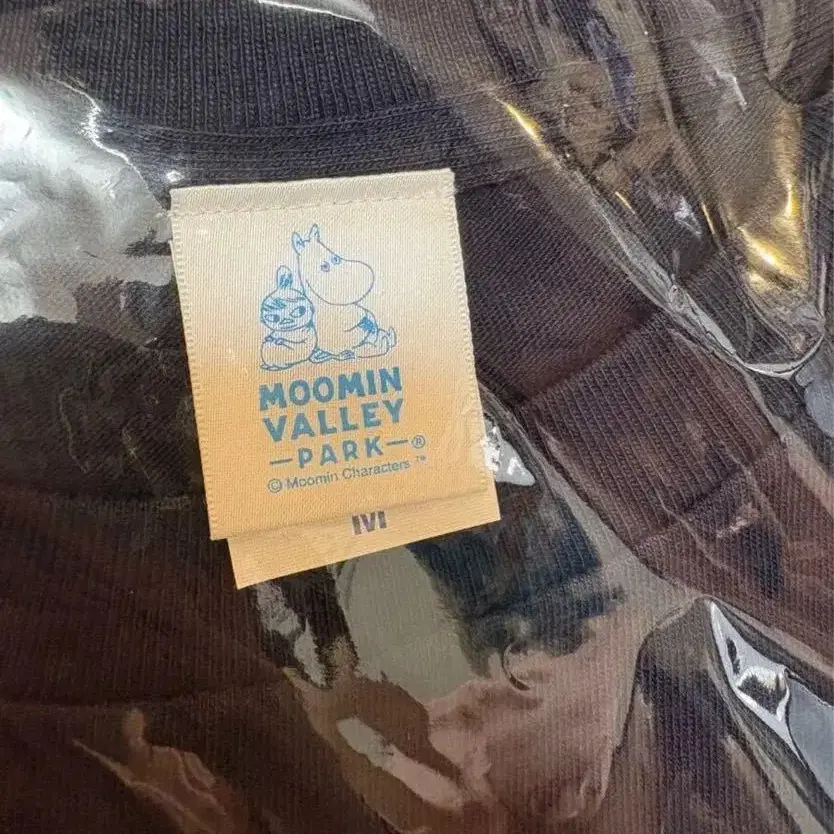 MOOMIN
VALLEY
—PARK—®
© Moomin Characters ™
M